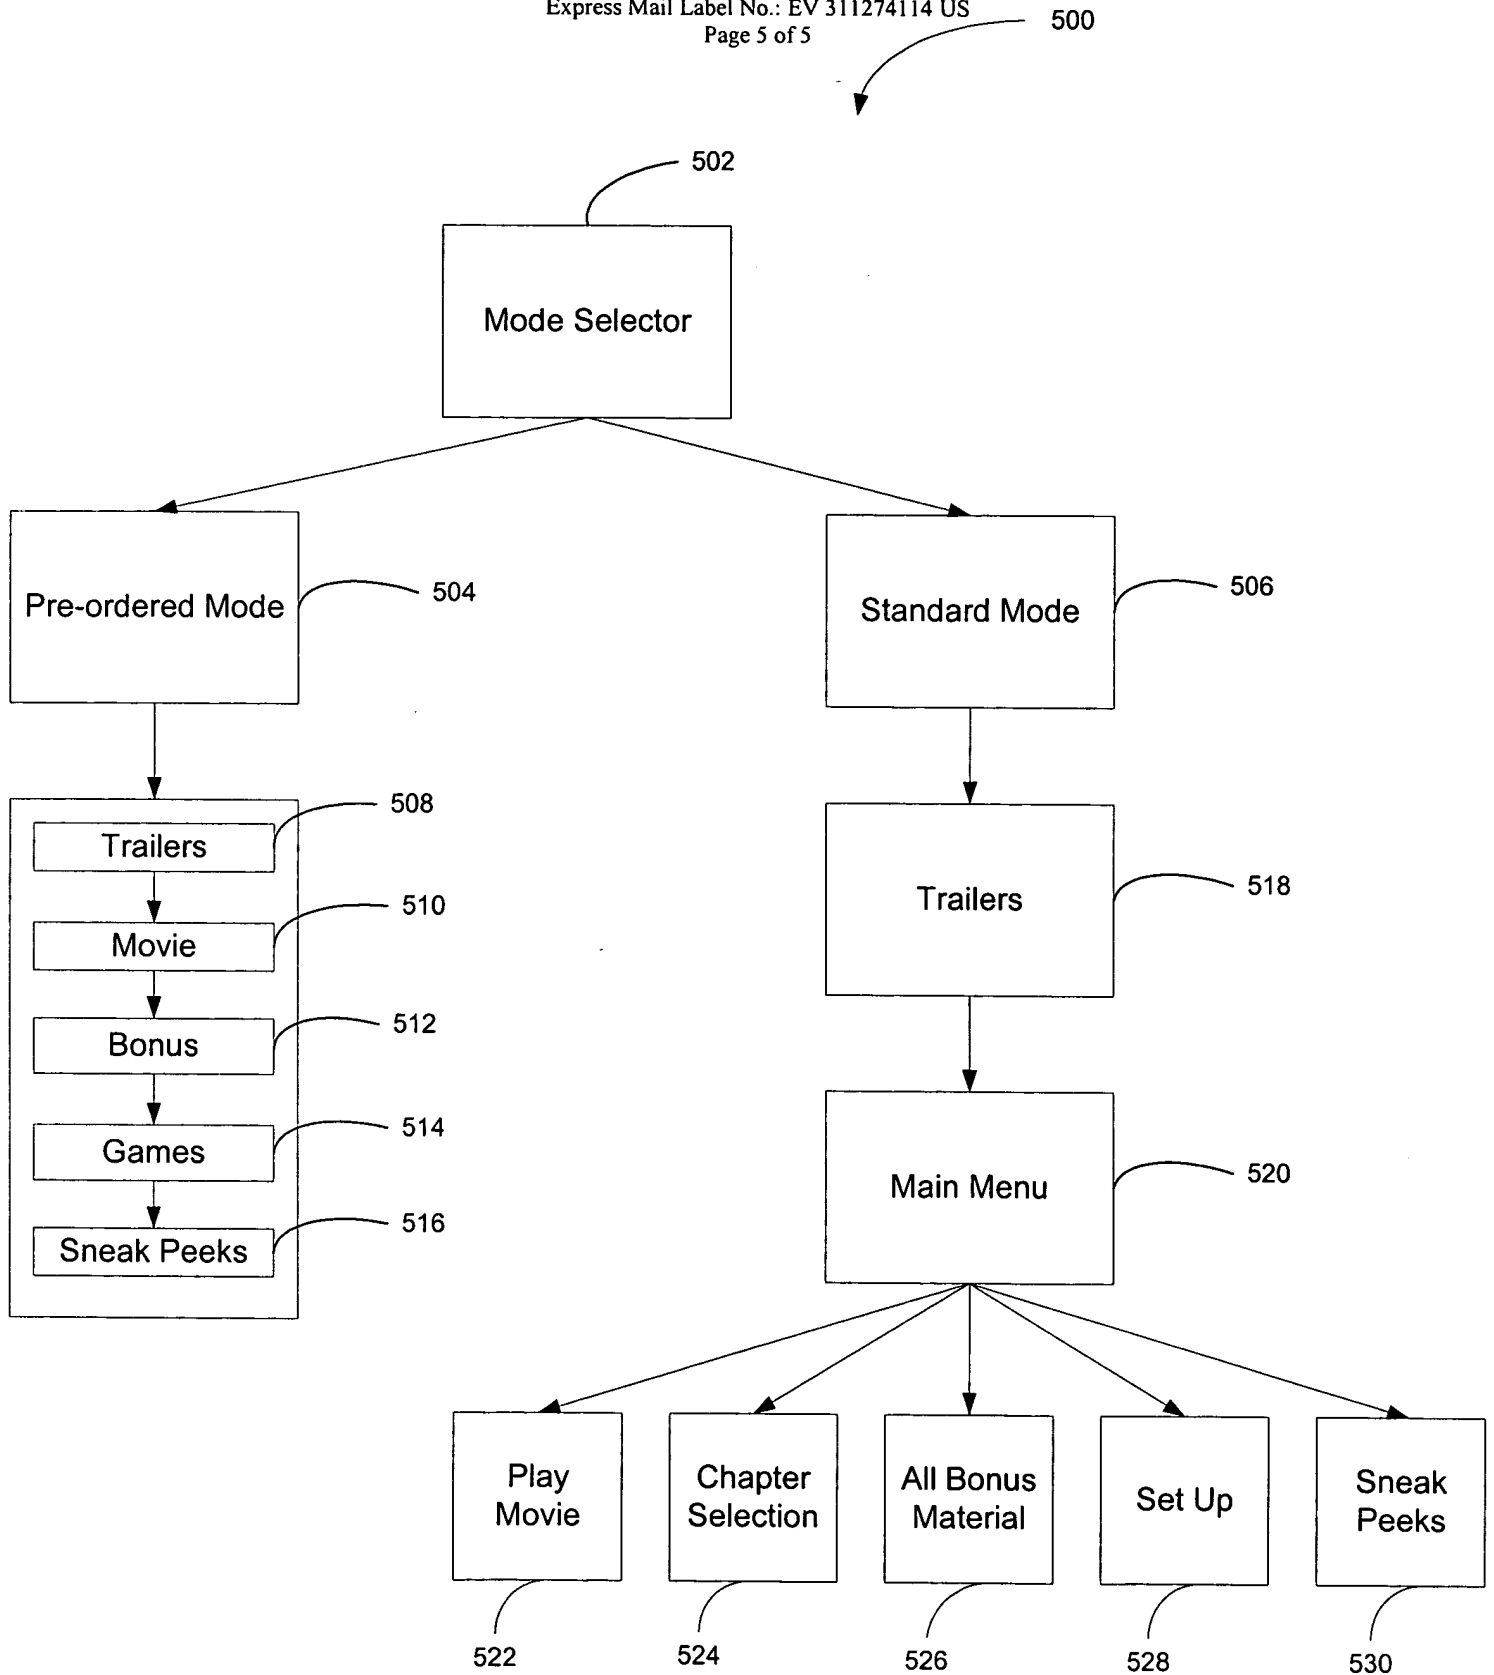 Express Mail Label No.: EV 311274114 US
Page 5 of 5
500
502
Mode Selector
Pre-ordered Mode
504
Standard Mode
506
508
Trailers
510
Movie
512
Bonus
514
Games
516
Sneak Peeks
Trailers
518
Main Menu
520
Play
Movie
Chapter
Selection
All Bonus
Material
Set Up
Sneak
Peeks
522
524
526
528
530